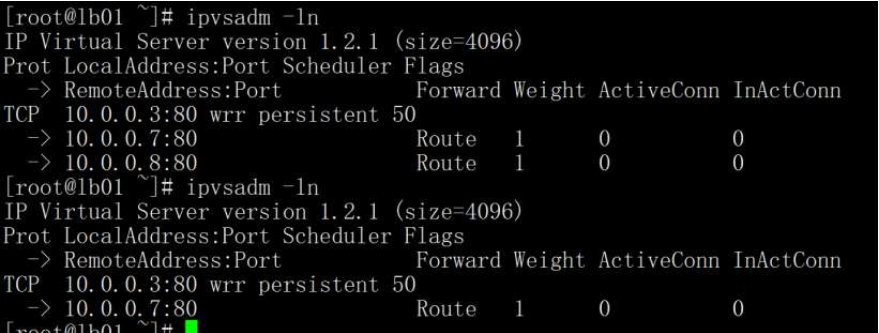 [root@lb01 ~]# ipvsadm -ln
IP Virtual Server version 1.2.1 (size=4096)
Prot LocalAddress:Port Scheduler Flags
  -> RemoteAddress:Port           Forward Weight ActiveConn InActConn
TCP  10.0.0.3:80 wrr persistent 50
  -> 10.0.0.7:80                  Route   1      0          0
  -> 10.0.0.8:80                  Route   1      0          0
[root@lb01 ~]# ipvsadm -ln
IP Virtual Server version 1.2.1 (size=4096)
Prot LocalAddress:Port Scheduler Flags
  -> RemoteAddress:Port           Forward Weight ActiveConn InActConn
TCP  10.0.0.3:80 wrr persistent 50
  -> 10.0.0.7:80                  Route   1      0          0
[root@lb01 ~]#